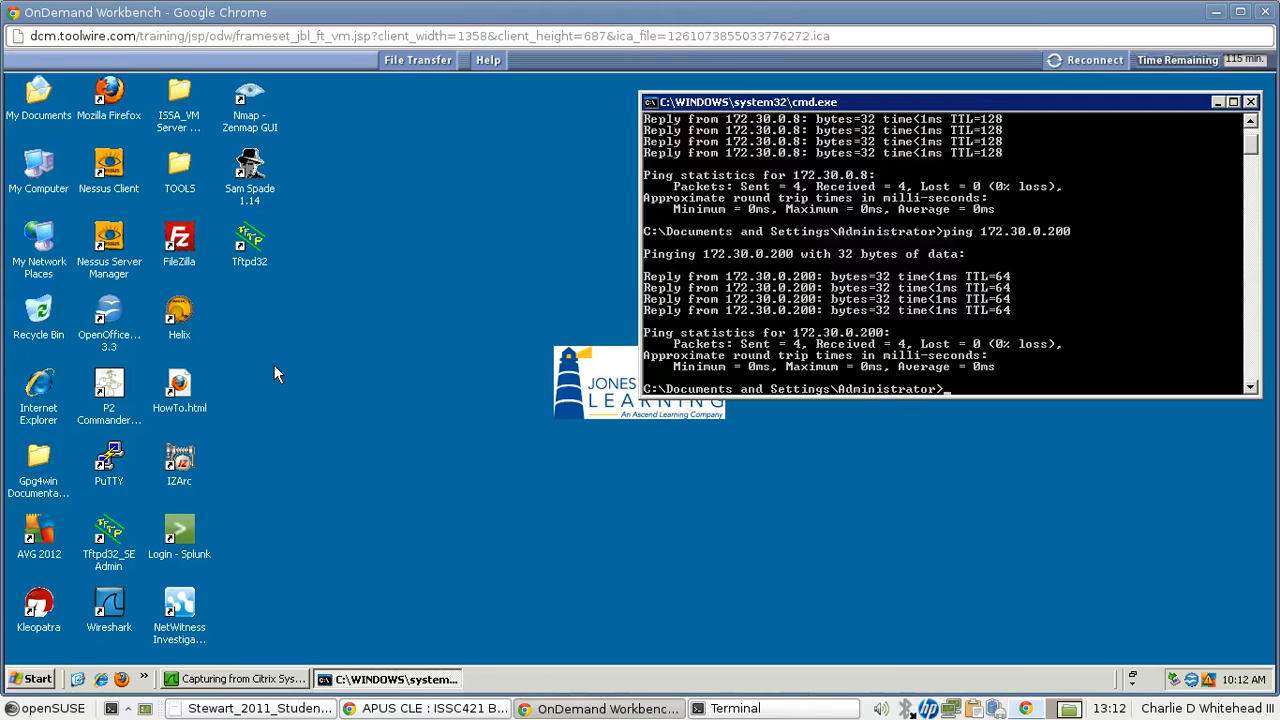 OnDemand Workbench - Google Chrome
dcm.toolwire.com/training/jsp/odw/frameset_jbl_ft_vm.jsp?client_width=1358&client_height=687&ica_file=1261073855033776272.ica
File Transfer
Help
Reconnect
Time Remaining
115 min.
My Documents
Mozilla Firefox
ISSA_VM
Server ...
Nmap -
Zenmap GUI
My Computer
Nessus Client
TOOLS
Sam Spade
1.14
My Network
Places
Nessus Server
Manager
FileZilla
Tftpd32
Recycle Bin
OpenOffice...
3.3
Helix
Internet
Explorer
P2
Commander...
HowTo.html
Gpg4win
Documenta...
PuTTY
IZArc
AVG 2012
Tftpd32_SE
Admin
Login - Splunk
Kleopatra
Wireshark
NetWitness
Investiga...
JONES
LEARNING
An Ascend Learning Company
C:\WINDOWS\system32\cmd.exe
Reply from 172.30.0.8: bytes=32 time<1ms TTL=128
Reply from 172.30.0.8: bytes=32 time<1ms TTL=128
Reply from 172.30.0.8: bytes=32 time<1ms TTL=128
Reply from 172.30.0.8: bytes=32 time<1ms TTL=128
Ping statistics for 172.30.0.8:
Packets: Sent = 4, Received = 4, Lost = 0 (0% loss),
Approximate round trip times in milli-seconds:
Minimum = 0ms, Maximum = 0ms, Average = 0ms
C:\Documents and Settings\Administrator>ping 172.30.0.200
Pinging 172.30.0.200 with 32 bytes of data:
Reply from 172.30.0.200: bytes=32 time<1ms TTL=64
Reply from 172.30.0.200: bytes=32 time<1ms TTL=64
Reply from 172.30.0.200: bytes=32 time<1ms TTL=64
Reply from 172.30.0.200: bytes=32 time<1ms TTL=64
Ping statistics for 172.30.0.200:
Packets: Sent = 4, Received = 4, Lost = 0 (0% loss),
Approximate round trip times in milli-seconds:
Minimum = 0ms, Maximum = 0ms, Average = 0ms
C:\Documents and Settings\Administrator>_
Start
Capturing from Citrix Sys...
C:\WINDOWS\system...
10:12 AM
openSUSE
Stewart_2011_Studen...
APUS CLE : ISSC421 B...
OnDemand Workbenc...
Terminal
13:12
Charlie D Whitehead III